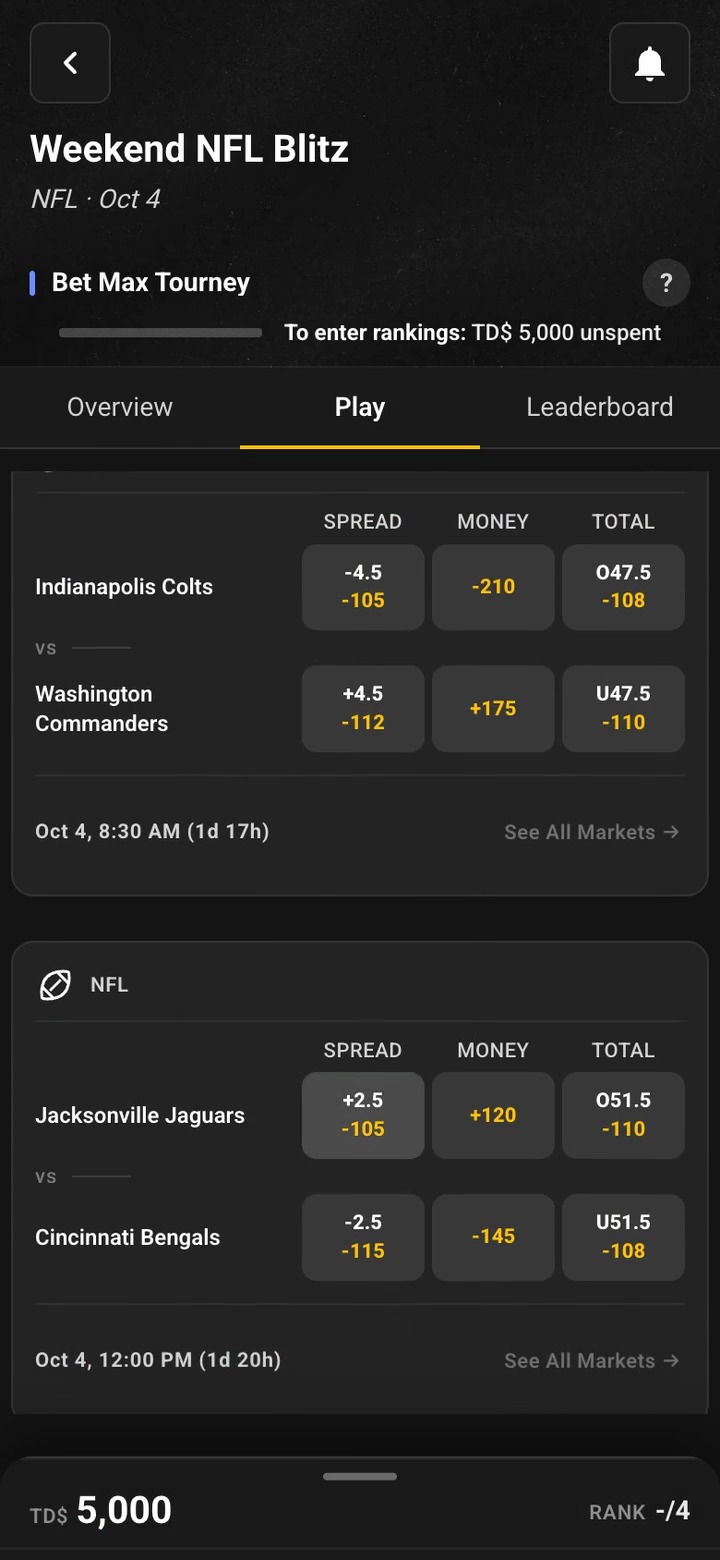 Weekend NFL Blitz
NFL · Oct 4
Bet Max Tourney
?
To enter rankings: TD$ 5,000 unspent
Overview Play Leaderboard
SPREAD MONEY TOTAL
-4.5 O47.5
Indianapolis Colts -105 -210 -108
VS
Washington Commanders +4.5 -112 +175 U47.5 -110
Oct 4, 8:30 AM (1d 17h) See All Markets →
NFL
SPREAD MONEY TOTAL
Jacksonville Jaguars +2.5 -105 +120 O51.5 -110
VS
Cincinnati Bengals -2.5 -115 -145 U51.5 -108
Oct 4, 12:00 PM (1d 20h) See All Markets →
TD$ 5,000 RANK -/4